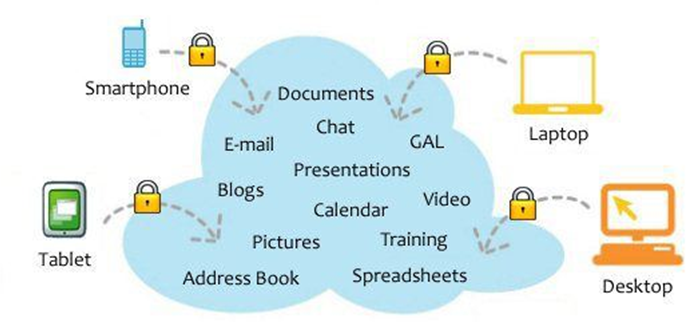 Smartphone
Documents
Chat
Laptop
E-mail
GAL
Presentations
Blogs
Video
Calendar
Tablet
Pictures
Training
Address Book
Spreadsheets
Desktop